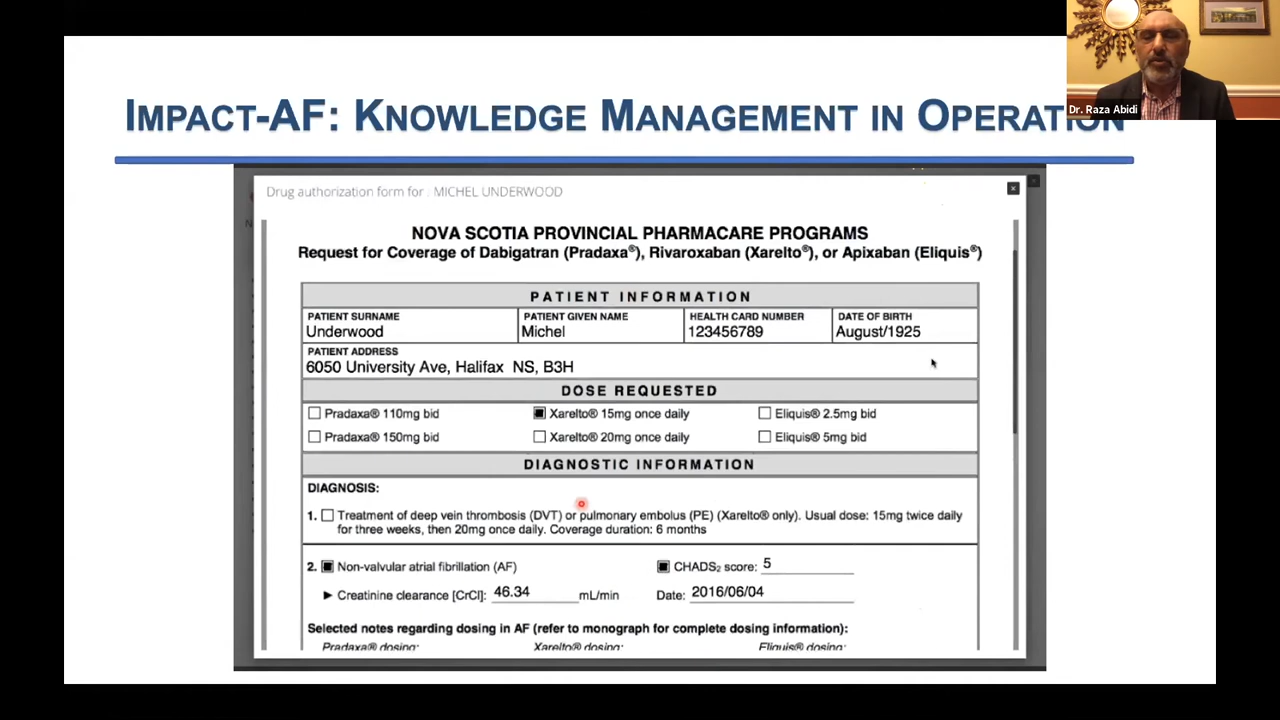 IMPACT-AF: KNOWLEDGE MANAGEMENT IN OPERATION
Dr. Raza Abidi
Drug authorization form for : MICHEL UNDERWOOD
NOVA SCOTIA PROVINCIAL PHARMACARE PROGRAMS
Request for Coverage of Dabigatran (Pradaxa®), Rivaroxaban (Xarelto®), or Apixaban (Eliquis®)
PATIENT INFORMATION
PATIENT SURNAME PATIENT GIVEN NAME HEALTH CARD NUMBER DATE OF BIRTH
Underwood Michel 123456789 August/1925
PATIENT ADDRESS
6050 University Ave, Halifax NS, B3H
DOSE REQUESTED
Pradaxa® 110mg bid Xarelto® 15mg once daily Eliquis® 2.5mg bid
Pradaxa® 150mg bid Xarelto® 20mg once daily Eliquis® 5mg bid
DIAGNOSTIC INFORMATION
DIAGNOSIS:
1. Treatment of deep vein thrombosis (DVT) or pulmonary embolus (PE) (Xarelto® only). Usual dose: 15mg twice daily
for three weeks, then 20mg once daily. Coverage duration: 6 months
2. Non-valvular atrial fibrillation (AF) CHADS₂ score: 5
► Creatinine clearance [CrCl]: 46.34 mL/min Date: 2016/06/04
Selected notes regarding dosing in AF (refer to monograph for complete dosing information):
Pradaxa® dosing: Xarelto® dosing: Eliquis® dosing: